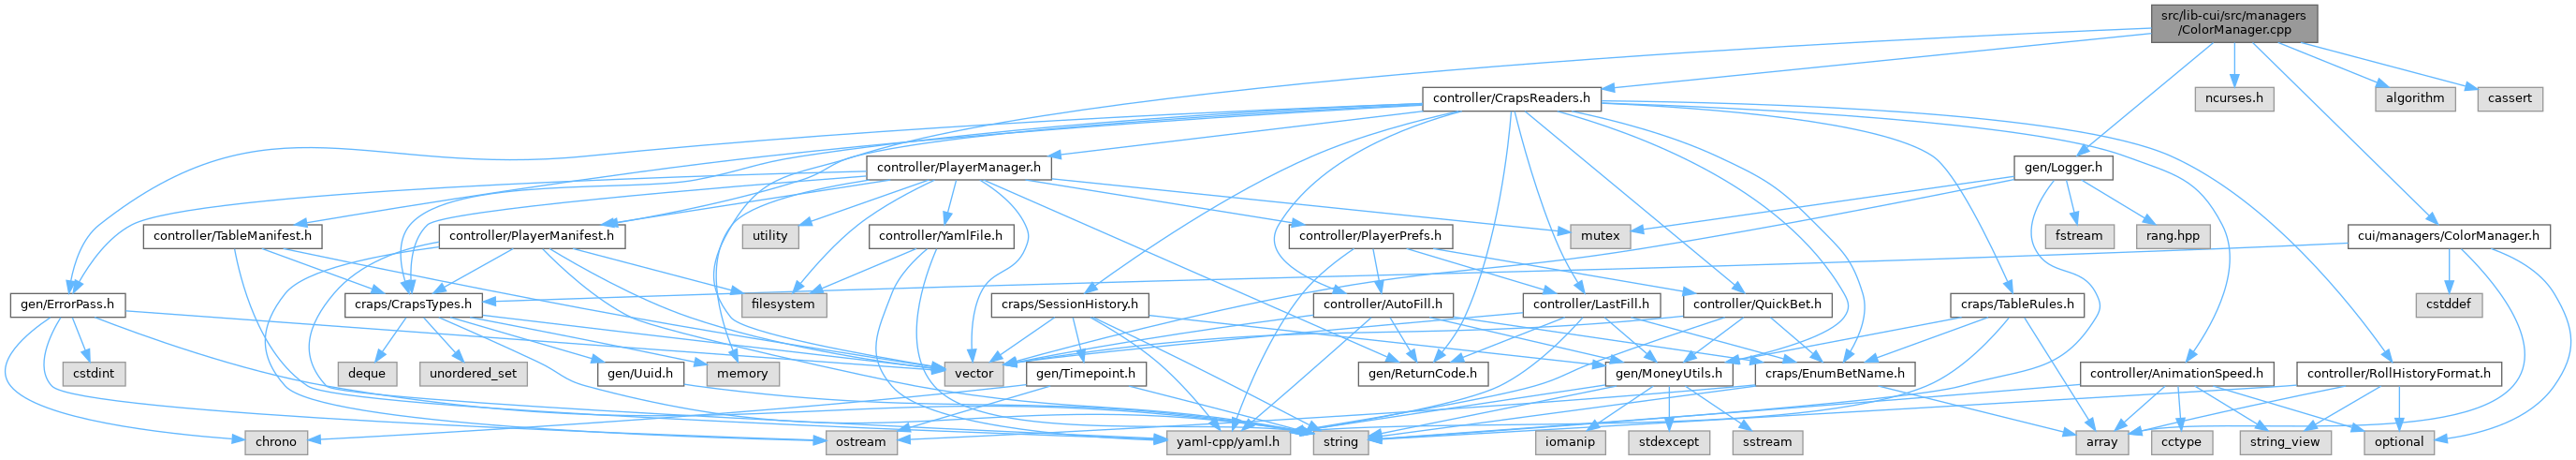 src/lib-cui/src/managers
/ColorManager.cpp
controller/CrapsReaders.h
ncurses.h
algorithm
cassert
controller/PlayerManager.h
gen/Logger.h
controller/TableManifest.h
controller/PlayerManifest.h
utility
controller/YamlFile.h
controller/PlayerPrefs.h
mutex
fstream
rang.hpp
cui/managers/ColorManager.h
gen/ErrorPass.h
craps/CrapsTypes.h
filesystem
craps/SessionHistory.h
controller/AutoFill.h
controller/LastFill.h
controller/QuickBet.h
craps/TableRules.h
cstddef
cstdint
deque
unordered_set
gen/Uuid.h
memory
vector
gen/Timepoint.h
gen/ReturnCode.h
gen/MoneyUtils.h
craps/EnumBetName.h
controller/AnimationSpeed.h
controller/RollHistoryFormat.h
chrono
ostream
yaml-cpp/yaml.h
string
iomanip
stdexcept
sstream
array
cctype
string_view
optional